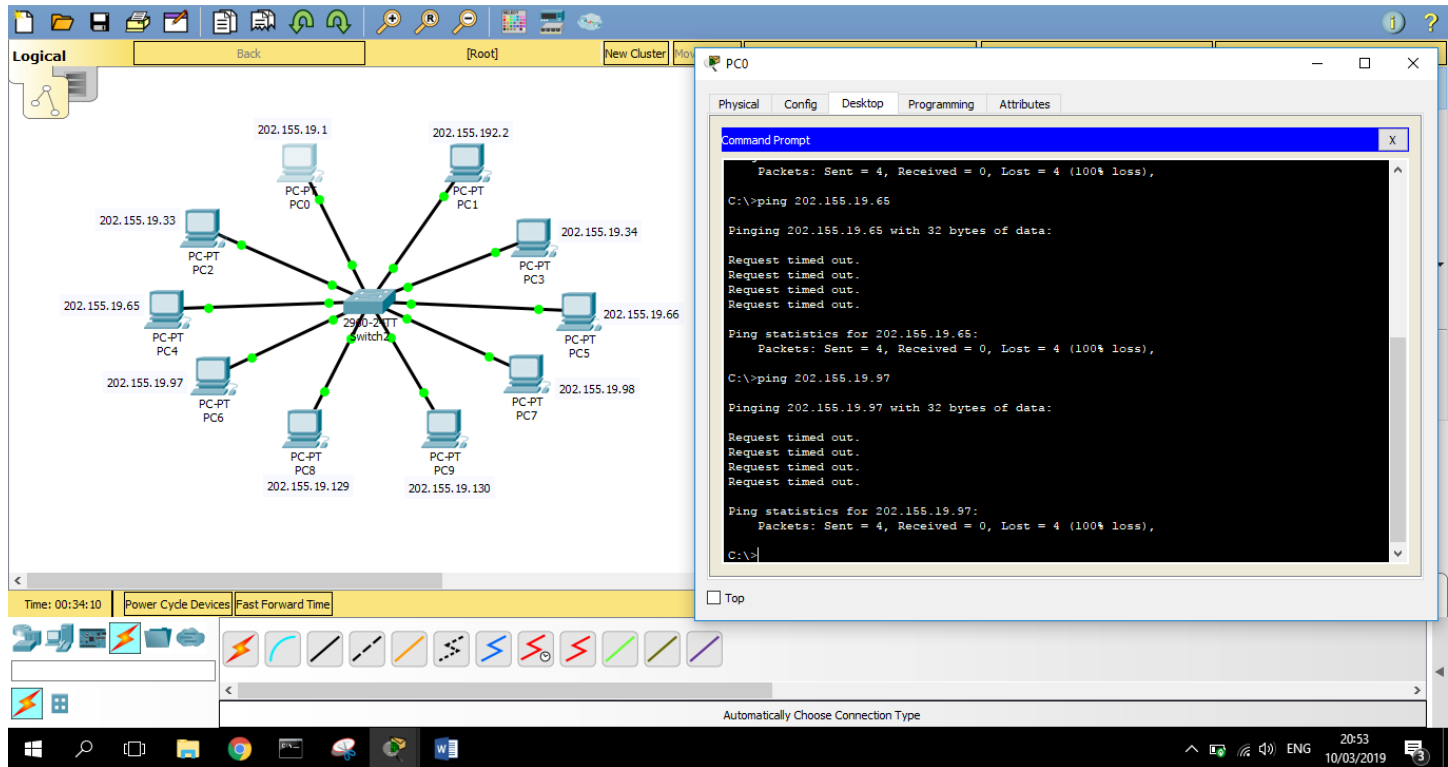 Logical
Back
[Root]
New Cluster
Mov
202.155.19.1
202.155.192.2
PC-PT
PC0
PC-PT
PC1
202.155.19.33
PC-PT
PC2
202.155.19.34
PC-PT
PC3
202.155.19.65
PC-PT
PC4
2960-24TT
Switch2
202.155.19.66
PC-PT
PC5
202.155.19.97
PC-PT
PC6
202.155.19.98
PC-PT
PC7
PC-PT
PC8
202.155.19.129
PC-PT
PC9
202.155.19.130
Time: 00:34:10
Power Cycle Devices
Fast Forward Time
PC0
Physical
Config
Desktop
Programming
Attributes
Command Prompt
X
Packets: Sent = 4, Received = 0, Lost = 4 (100% loss),
C:\>ping 202.155.19.65
Pinging 202.155.19.65 with 32 bytes of data:
Request timed out.
Request timed out.
Request timed out.
Request timed out.
Ping statistics for 202.155.19.65:
Packets: Sent = 4, Received = 0, Lost = 4 (100% loss),
C:\>ping 202.155.19.97
Pinging 202.155.19.97 with 32 bytes of data:
Request timed out.
Request timed out.
Request timed out.
Request timed out.
Ping statistics for 202.155.19.97:
Packets: Sent = 4, Received = 0, Lost = 4 (100% loss),
C:\>
Top
Automatically Choose Connection Type
ENG
20:53
10/03/2019
3